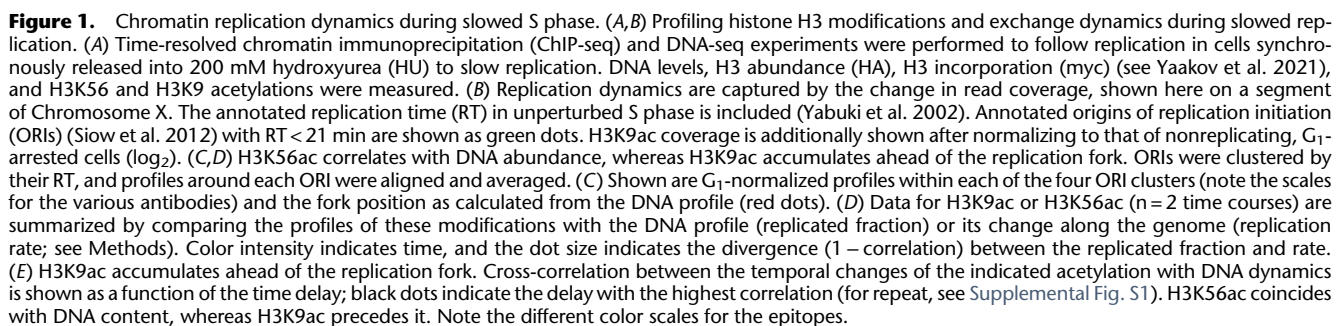 Figure 1. Chromatin replication dynamics during slowed S phase. (A,B) Profiling histone H3 modifications and exchange dynamics during slowed rep-
lication. (A) Time-resolved chromatin immunoprecipitation (ChIP-seq) and DNA-seq experiments were performed to follow replication in cells synchro-
nously released into 200 mM hydroxyurea (HU) to slow replication. DNA levels, H3 abundance (HA), H3 incorporation (myc) (see Yaakov et al. 2021),
and H3K56 and H3K9 acetylations were measured. (B) Replication dynamics are captured by the change in read coverage, shown here on a segment
of Chromosome X. The annotated replication time (RT) in unperturbed S phase is included (Yabuki et al. 2002). Annotated origins of replication initiation
(ORIs) (Siow et al. 2012) with RT < 21 min are shown as green dots. H3K9ac coverage is additionally shown after normalizing to that of nonreplicating, G1-
arrested cells (log2). (C,D) H3K56ac correlates with DNA abundance, whereas H3K9ac accumulates ahead of the replication fork. ORIs were clustered by
their RT, and profiles around each ORI were aligned and averaged. (C) Shown are G1-normalized profiles within each of the four ORI clusters (note the scales
for the various antibodies) and the fork position as calculated from the DNA profile (red dots). (D) Data for H3K9ac or H3K56ac (n = 2 time courses) are
summarized by comparing the profiles of these modifications with the DNA profile (replicated fraction) or its change along the genome (replication
rate; see Methods). Color intensity indicates time, and the dot size indicates the divergence (1 − correlation) between the replicated fraction and rate.
(E) H3K9ac accumulates ahead of the replication fork. Cross-correlation between the temporal changes of the indicated acetylation with DNA dynamics
is shown as a function of the time delay; black dots indicate the delay with the highest correlation (for repeat, see Supplemental Fig. S1). H3K56ac coincides
with DNA content, whereas H3K9ac precedes it. Note the different color scales for the epitopes.